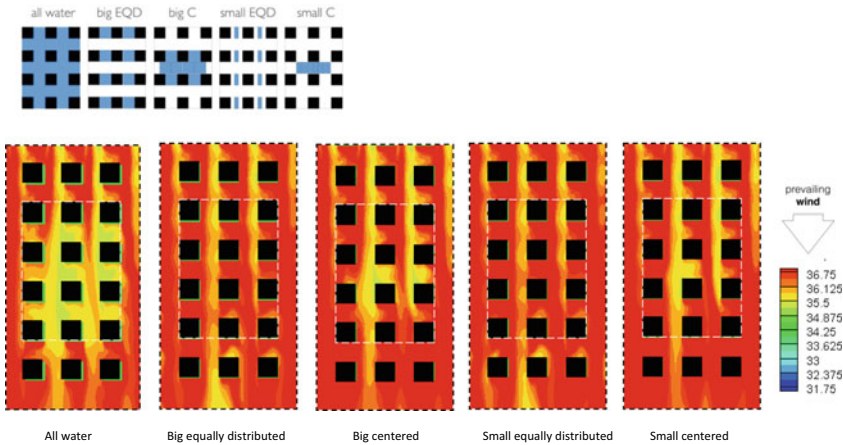 all water
big EQD
big C
small EQD
small C
prevailing
wind
36.75
36.125
35.5
34.875
34.25
33.625
33
32.375
31.75
All water
Big equally distributed
Big centered
Small equally distributed
Small centered